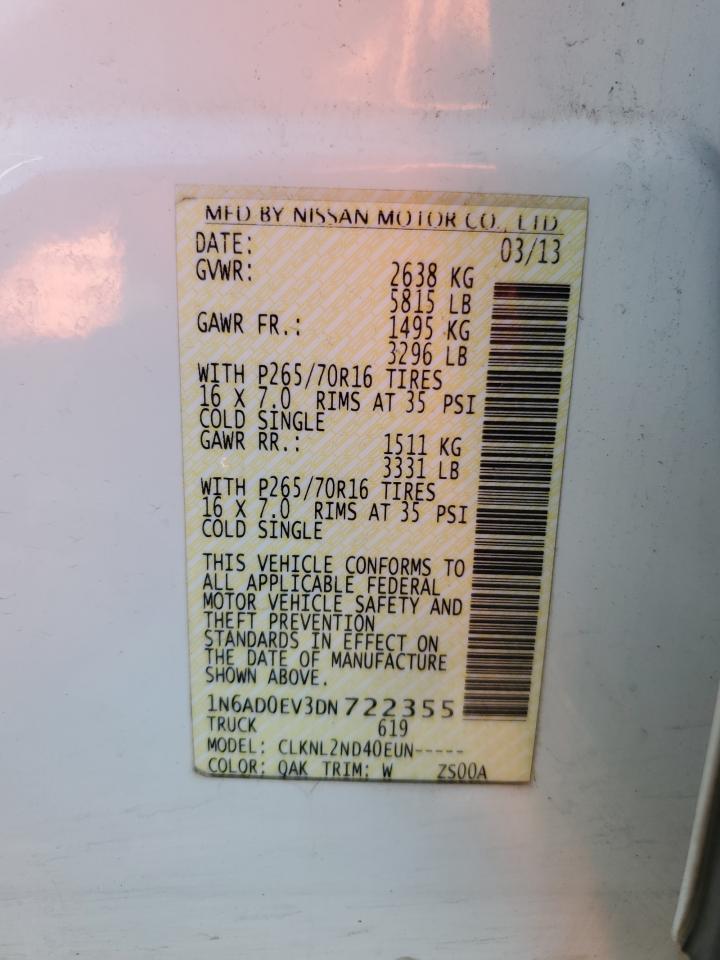 MFD BY NISSAN MOTOR CO., LTD
DATE: 03/13
GVWR: 2638 KG
5815 LB
GAWR FR.: 1495 KG
3296 LB
WITH P265/70R16 TIRES
16 X 7.0 RIMS AT 35 PSI
COLD SINGLE
GAWR RR.: 1511 KG
3331 LB
WITH P265/70R16 TIRES
16 X 7.0 RIMS AT 35 PSI
COLD SINGLE
THIS VEHICLE CONFORMS TO
ALL APPLICABLE FEDERAL
MOTOR VEHICLE SAFETY AND
THEFT PREVENTION
STANDARDS IN EFFECT ON
THE DATE OF MANUFACTURE
SHOWN ABOVE.
1N6AD0EV3DN722355
TRUCK 619
MODEL: CLKNL2ND40EUN-----
COLOR: QAK TRIM: W ZS00A